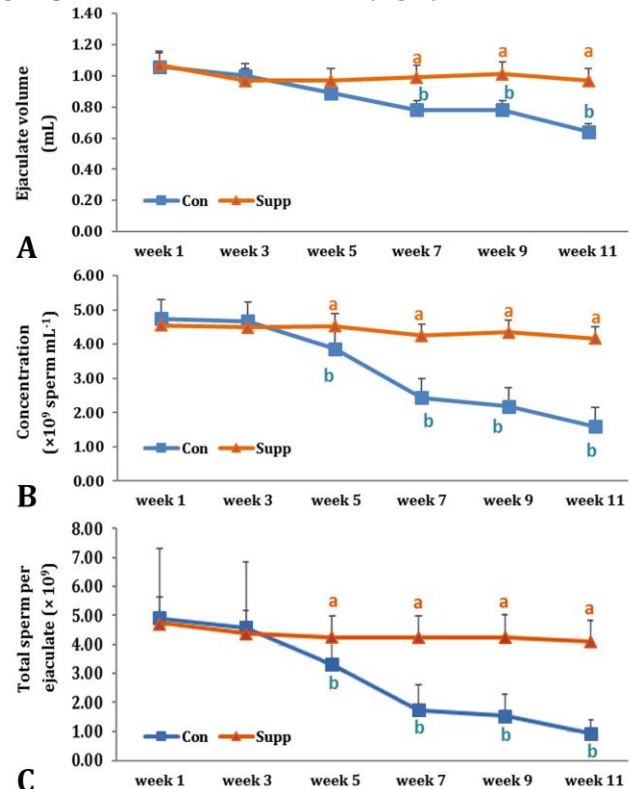 1.40
1.20
1.00
0.80
0.60
0.40
0.20
0.00
Ejaculate volume
(mL)
a a a
b b b
Con Supp
A
week 1 week 3 week 5 week 7 week 9 week 11
6.00
5.00
4.00
3.00
2.00
1.00
0.00
Concentration
(×10⁹ sperm mL⁻¹)
a a a a
b b b b
Con Supp
B
week 1 week 3 week 5 week 7 week 9 week 11
8.00
7.00
6.00
5.00
4.00
3.00
2.00
1.00
0.00
Total sperm per
ejaculate (× 10⁹)
a a a a
b b b b
Con Supp
C
week 1 week 3 week 5 week 7 week 9 week 11